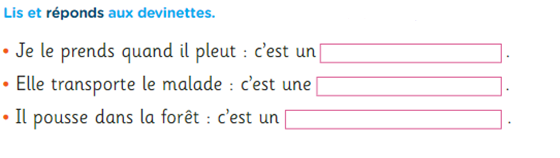 Lis et réponds aux devinettes.
• Je le prends quand il pleut : c'est un .
• Elle transporte le malade : c'est une .
• Il pousse dans la forêt : c'est un .